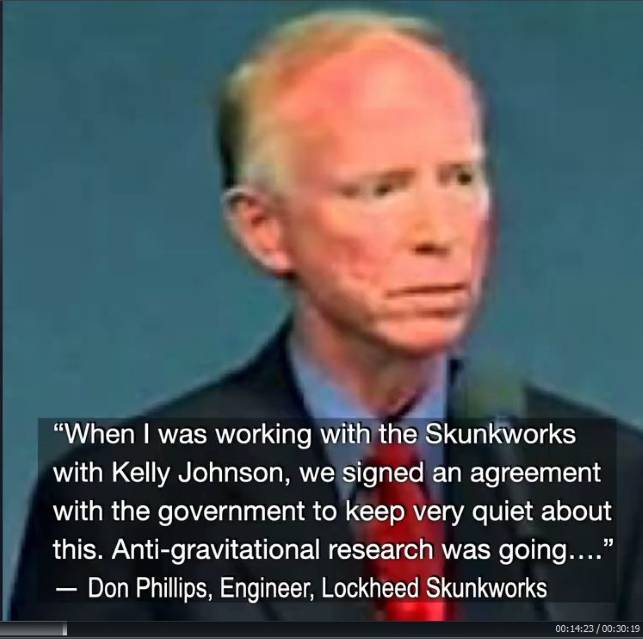 “When I was working with the Skunkworks
with Kelly Johnson, we signed an agreement
with the government to keep very quiet about
this. Anti-gravitational research was going....”
— Don Phillips, Engineer, Lockheed Skunkworks
00:14:23 / 00:30:19